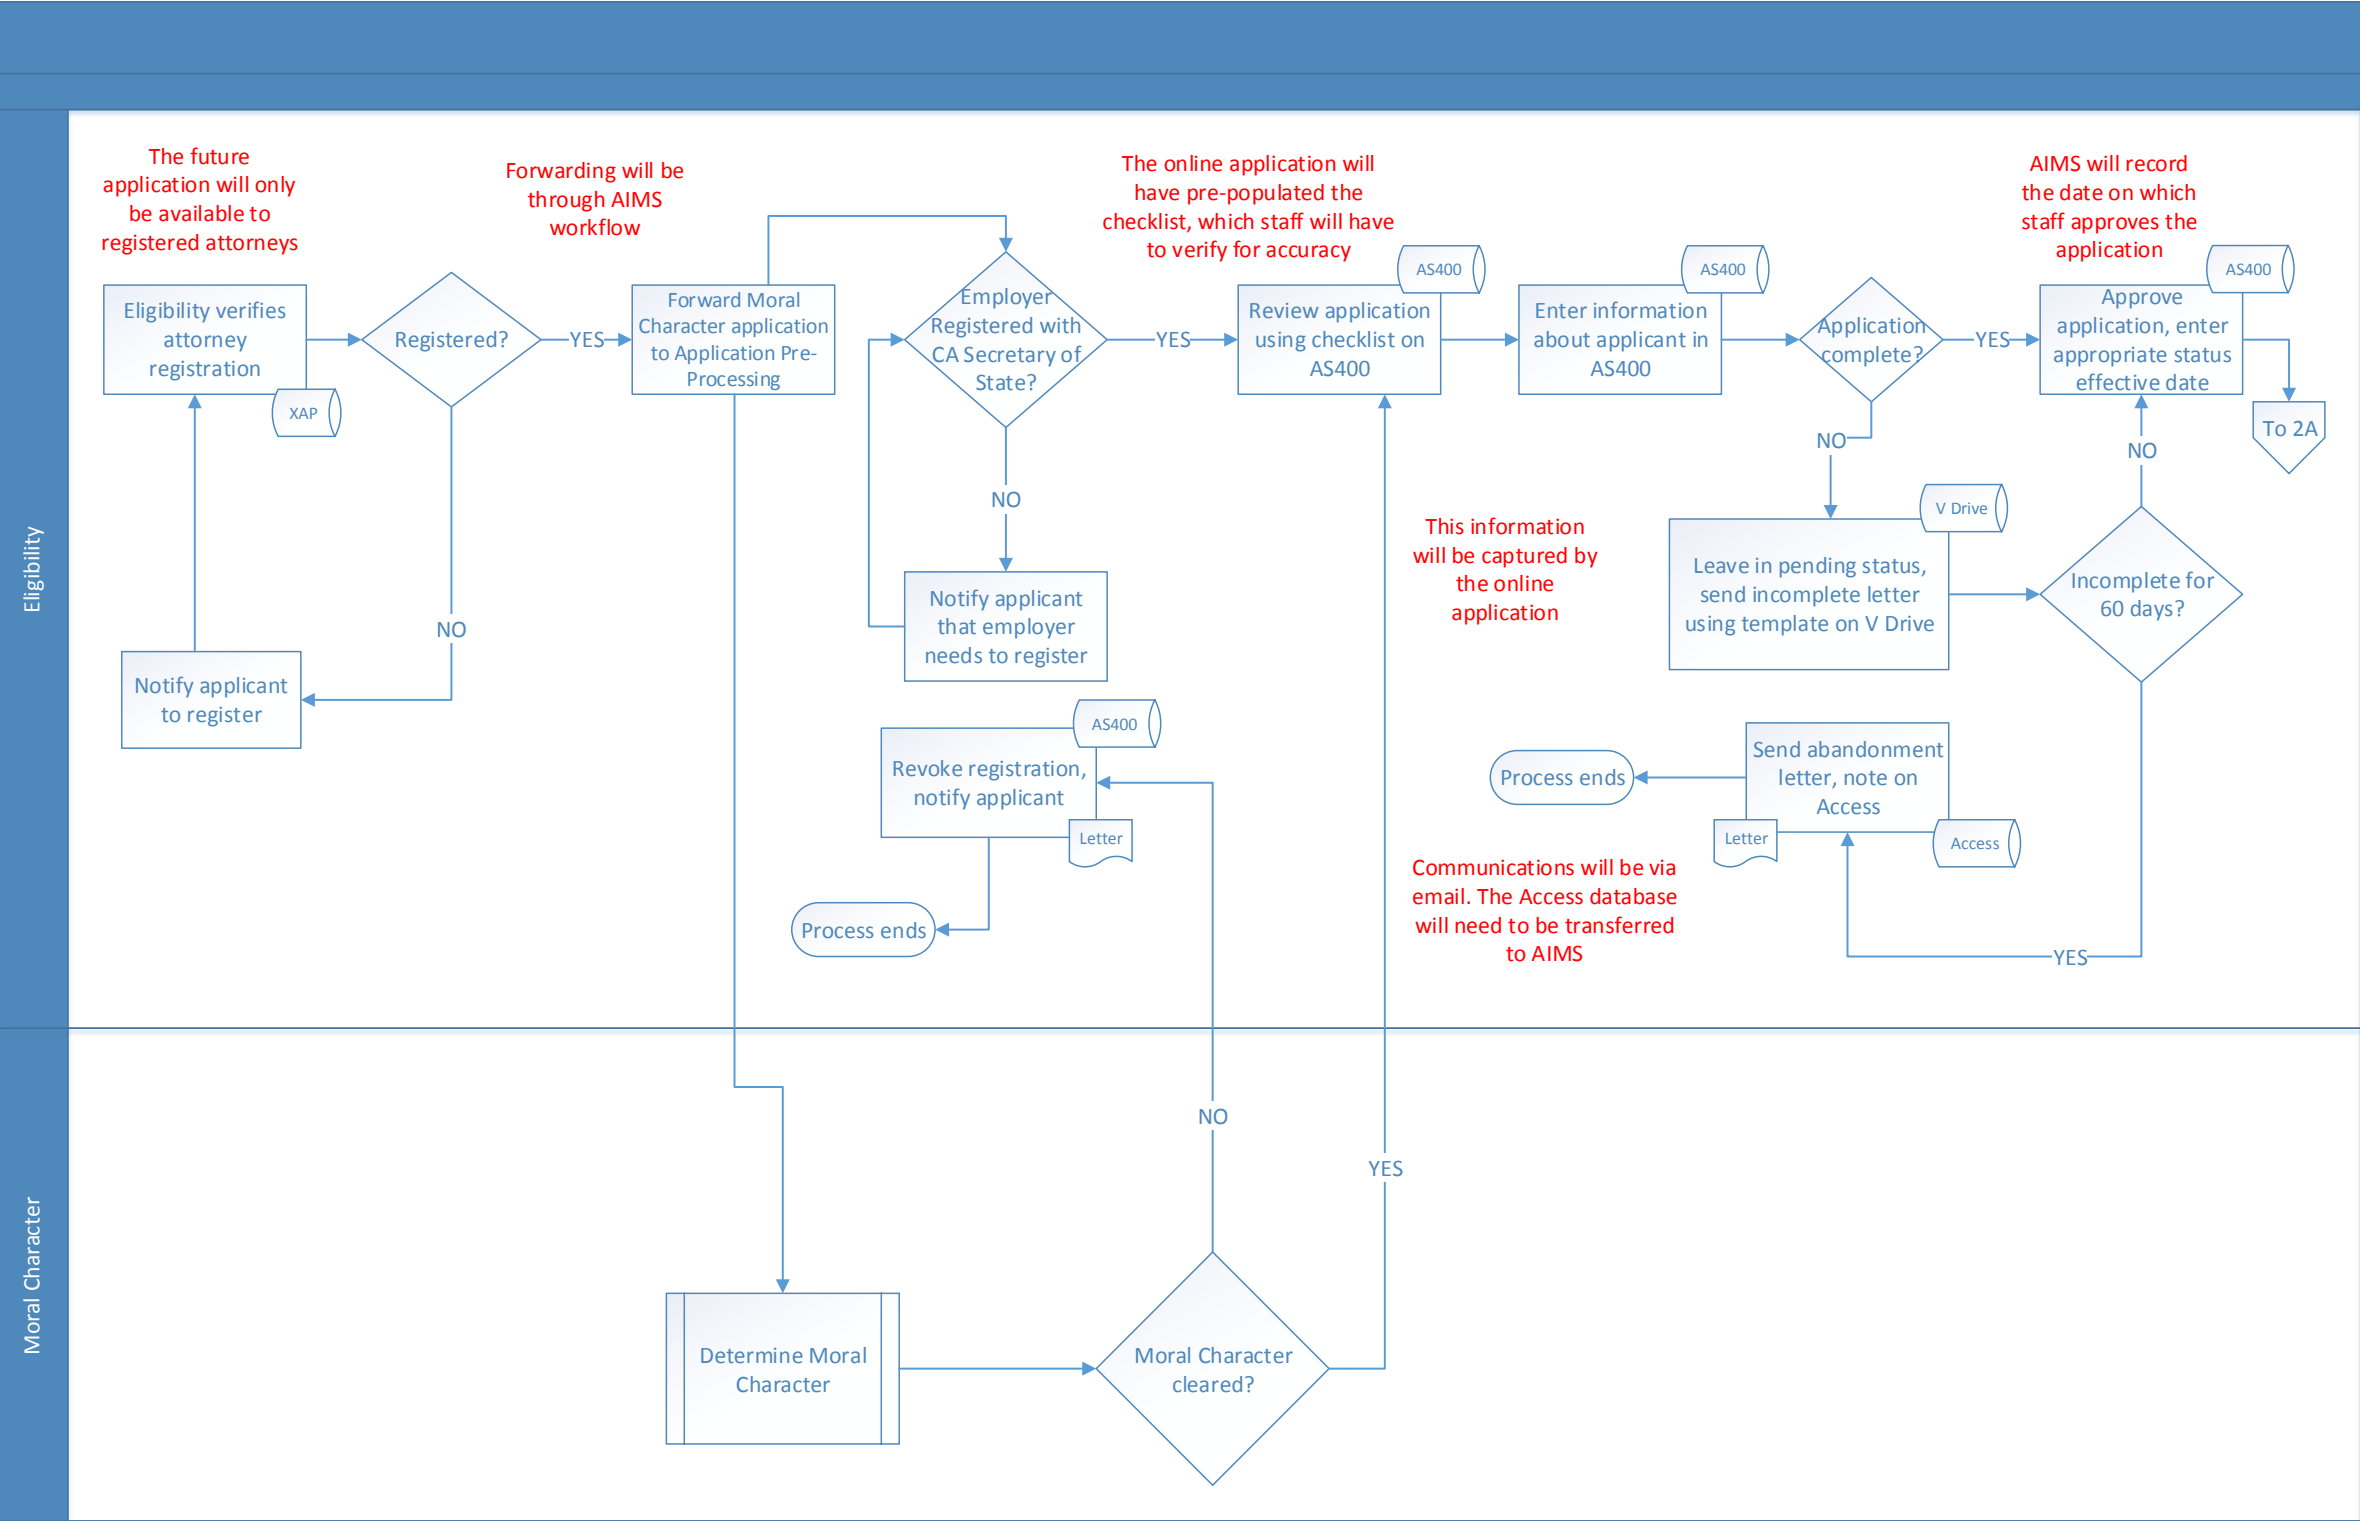 The future
application will only
be available to
registered attorneys
Forwarding will be
through AIMS
workflow
The online application will
have pre-populated the
checklist, which staff will have
to verify for accuracy
AIMS will record
the date on which
staff approves the
application
Eligibility verifies
attorney
registration
XAP
Registered?
YES
Forward Moral
Character application
to Application Pre-
Processing
Employer
Registered with
CA Secretary of
State?
YES
AS400
Review application
using checklist on
AS400
AS400
Enter information
about applicant in
AS400
Application
complete?
YES
AS400
Approve
application, enter
appropriate status
effective date
To 2A
NO
NO
NO
NO
Notify applicant
to register
Notify applicant
that employer
needs to register
This information
will be captured by
the online
application
V Drive
Leave in pending status,
send incomplete letter
using template on V Drive
Incomplete for
60 days?
Eligibility
AS400
Revoke registration,
notify applicant
Letter
Process ends
Process ends
Send abandonment
letter, note on
Access
Letter
Access
Communications will be via
email. The Access database
will need to be transferred
to AIMS
YES
NO
YES
Moral Character
Determine Moral
Character
Moral Character
cleared?